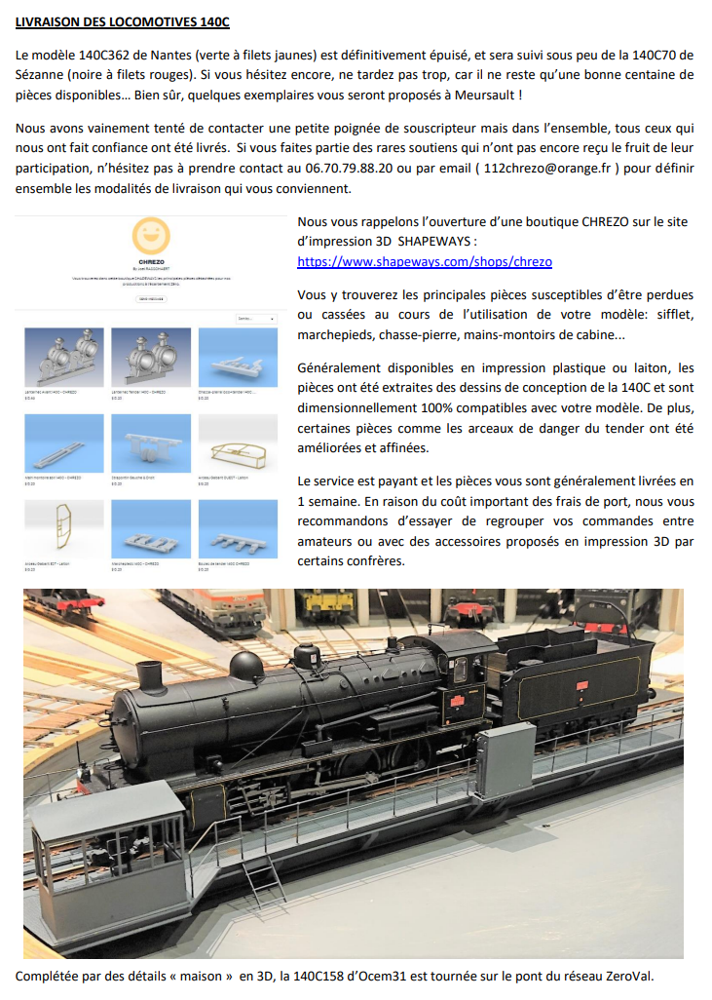 LIVRAISON DES LOCOMOTIVES 140C
Le modèle 140C362 de Nantes (verte à filets jaunes) est définitivement épuisé, et sera suivi sous peu de la 140C70 de
Sézanne (noire à filets rouges). Si vous hésitez encore, ne tardez pas trop, car il ne reste qu'une bonne centaine de
pièces disponibles… Bien sûr, quelques exemplaires vous seront proposés à Meursault !
Nous avons vainement tenté de contacter une petite poignée de souscripteur mais dans l'ensemble, tous ceux qui
nous ont fait confiance ont été livrés. Si vous faites partie des rares soutiens qui n'ont pas encore reçu le fruit de leur
participation, n'hésitez pas à prendre contact au 06.70.79.88.20 ou par email ( 112chrezo@orange.fr ) pour définir
ensemble les modalités de livraison qui vous conviennent.
CHREZO
Nous vous rappelons l'ouverture d'une boutique CHREZO sur le site
d'impression 3D SHAPEWAYS :
https://www.shapeways.com/shops/chrezo
Vous y trouverez les principales pièces susceptibles d'être perdues
ou cassées au cours de l'utilisation de votre modèle: sifflet,
marchepieds, chasse-pierre, mains-montoirs de cabine...
Généralement disponibles en impression plastique ou laiton, les
pièces ont été extraites des dessins de conception de la 140C et sont
dimensionnellement 100% compatibles avec votre modèle. De plus,
certaines pièces comme les arceaux de danger du tender ont été
améliorées et affinées.
Le service est payant et les pièces vous sont généralement livrées en
1 semaine. En raison du coût important des frais de port, nous vous
recommandons d'essayer de regrouper vos commandes entre
amateurs ou avec des accessoires proposés en impression 3D par
certains confrères.
Complétée par des détails « maison » en 3D, la 140C158 d'Ocem31 est tournée sur le pont du réseau ZeroVal.